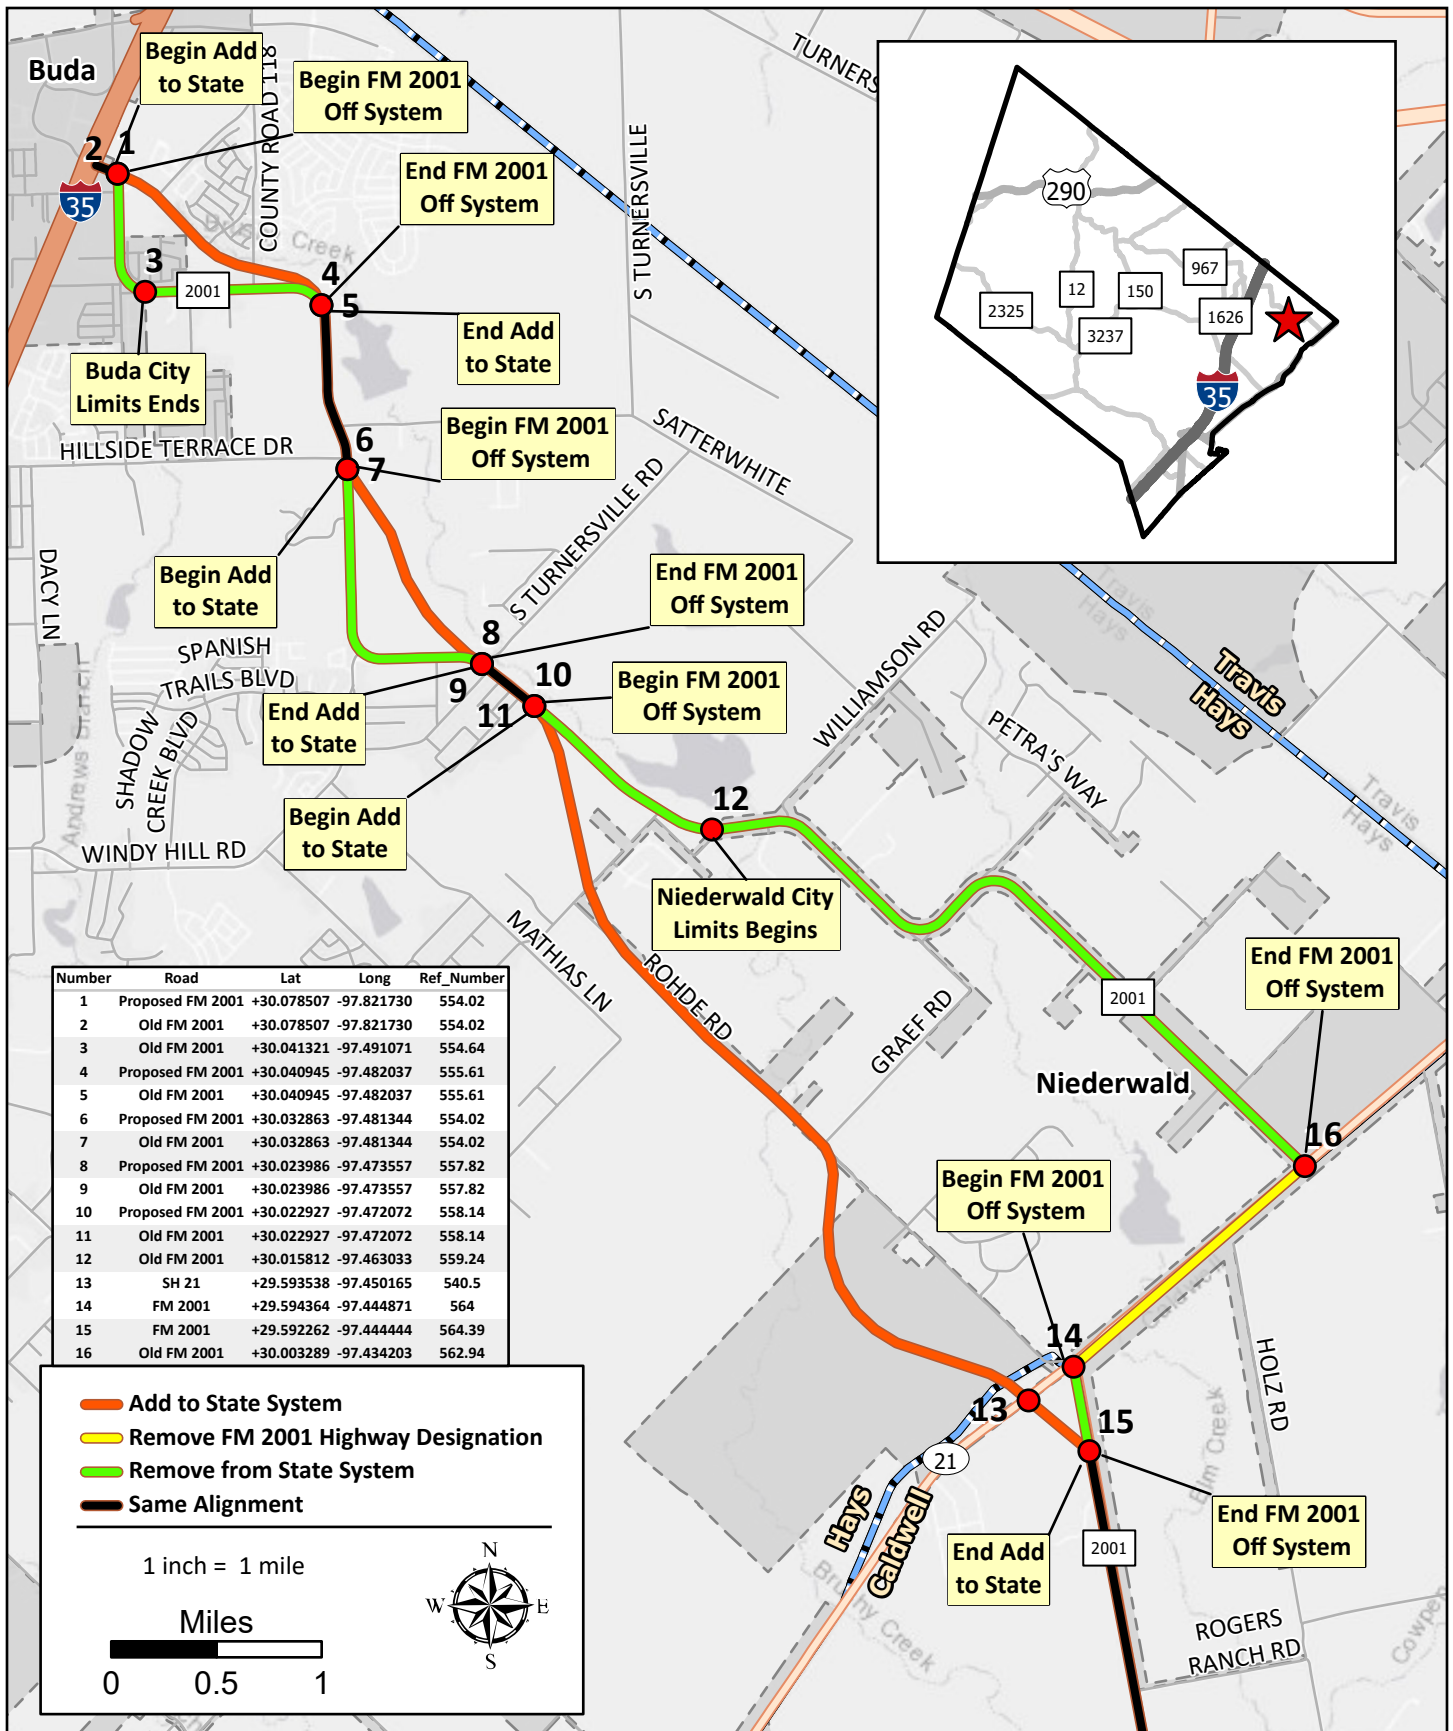 Buda
Begin Add
to State
COUNTY ROAD 118
Begin FM 2001
Off System
TURNERS
2 1
35
End FM 2001
Off System
S TURNERSVILLE
S TURNERSVILLE
Creek
3
2001
4
5
End Add
to State
Buda City
Limits Ends
290
967
12
150
2325
1626
3237
35
HILLSIDE TERRACE DR
6
7
Begin FM 2001
Off System
SATTERWHITE
DACY LN
Begin Add
to State
S TURNERSVILLE RD
End FM 2001
Off System
Travis
Hays
SPANISH
TRAILS BLVD
8
9
10
11
Begin FM 2001
Off System
WILLIAMSON RD
Travis
Hays
End Add
to State
SHADOW
CREEK BLVD
Andrews Branch
PETRA'S WAY
Begin Add
to State
12
Travis
Hays
WINDY HILL RD
Niederwald City
Limits Begins
MATHIAS LN
ROHDE RD
End FM 2001
Off System
2001
GRAEF RD
Niederwald
16
Number Road Lat Long Ref_Number
1 Proposed FM 2001 +30.078507 -97.821730 554.02
2 Old FM 2001 +30.078507 -97.821730 554.02
3 Old FM 2001 +30.041321 -97.491071 554.64
4 Proposed FM 2001 +30.040945 -97.482037 555.61
5 Old FM 2001 +30.040945 -97.482037 555.61
6 Proposed FM 2001 +30.032863 -97.481344 554.02
7 Old FM 2001 +30.032863 -97.481344 554.02
8 Proposed FM 2001 +30.023986 -97.473557 557.82
9 Old FM 2001 +30.023986 -97.473557 557.82
10 Proposed FM 2001 +30.022927 -97.472072 558.14
11 Old FM 2001 +30.022927 -97.472072 558.14
12 Old FM 2001 +30.015812 -97.463033 559.24
13 SH 21 +29.593538 -97.450165 540.5
14 FM 2001 +29.594364 -97.444871 564
15 FM 2001 +29.592262 -97.444444 564.39
16 Old FM 2001 +30.003289 -97.434203 562.94
Begin FM 2001
Off System
14
13
15
21
HOLZ RD
Elm Creek
Hays
Caldwell
End Add
to State
2001
End FM 2001
Off System
Creek
ROGERS
RANCH RD
Add to State System
Remove FM 2001 Highway Designation
Remove from State System
Same Alignment
1 inch = 1 mile
Miles
0 0.5 1
N
W E
S